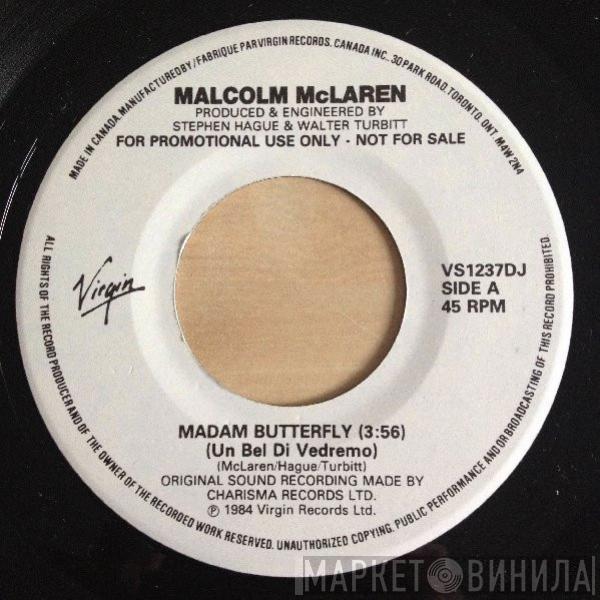 MADE IN CANADA. MANUFACTURED BY / FABRIQUE PAR VIRGIN RECORDS. CANADA INC., 30 PARK ROAD, TORONTO, ONT. M4W 2N4
MALCOLM McLAREN
PRODUCED & ENGINEERED BY
STEPHEN HAGUE & WALTER TURBITT
FOR PROMOTIONAL USE ONLY - NOT FOR SALE
Virgin
VS1237DJ
SIDE A
45 RPM
MADAM BUTTERFLY (3:56)
(Un Bel Di Vedremo)
(McLaren/Hague/Turbitt)
ORIGINAL SOUND RECORDING MADE BY
CHARISMA RECORDS LTD.
℗ 1984 Virgin Records Ltd.
ALL RIGHTS OF THE RECORD PRODUCER AND OF THE OWNER OF THE RECORDED WORK RESERVED. UNAUTHORIZED COPYING, PUBLIC PERFORMANCE AND/OR BROADCASTING OF THIS RECORD PROHIBITED.
МАРКЕТ ВИНИЛА